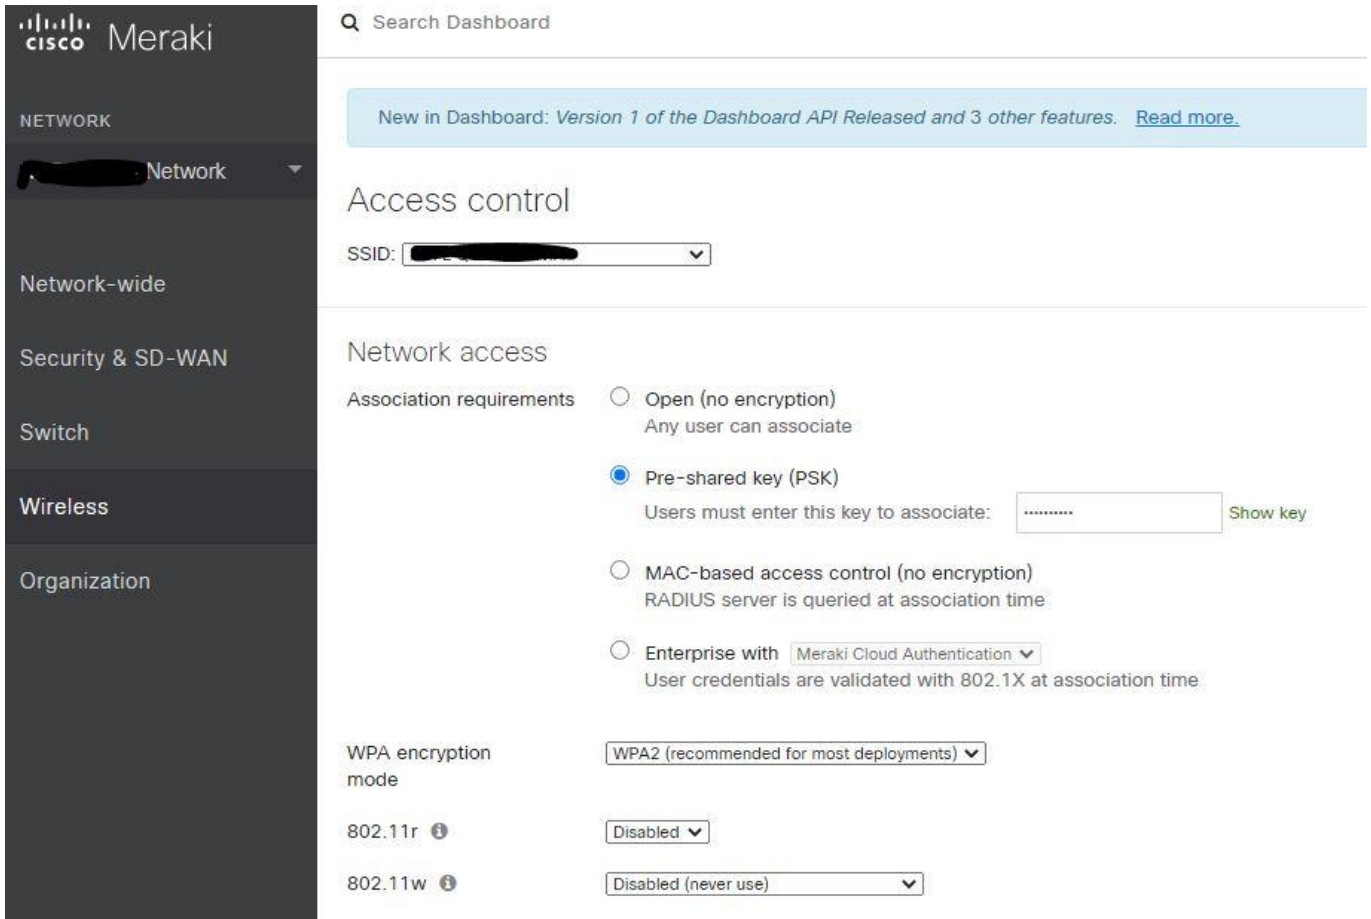 cisco Meraki
Search Dashboard
NETWORK
New in Dashboard: Version 1 of the Dashboard API Released and 3 other features. Read more.
Network
Access control
SSID:
Network-wide
Security & SD-WAN
Switch
Wireless
Organization
Network access
Association requirements
Open (no encryption)
Any user can associate
Pre-shared key (PSK)
Users must enter this key to associate: ·········· Show key
MAC-based access control (no encryption)
RADIUS server is queried at association time
Enterprise with Meraki Cloud Authentication
User credentials are validated with 802.1X at association time
WPA encryption
mode
WPA2 (recommended for most deployments)
802.11r Disabled
802.11w Disabled (never use)